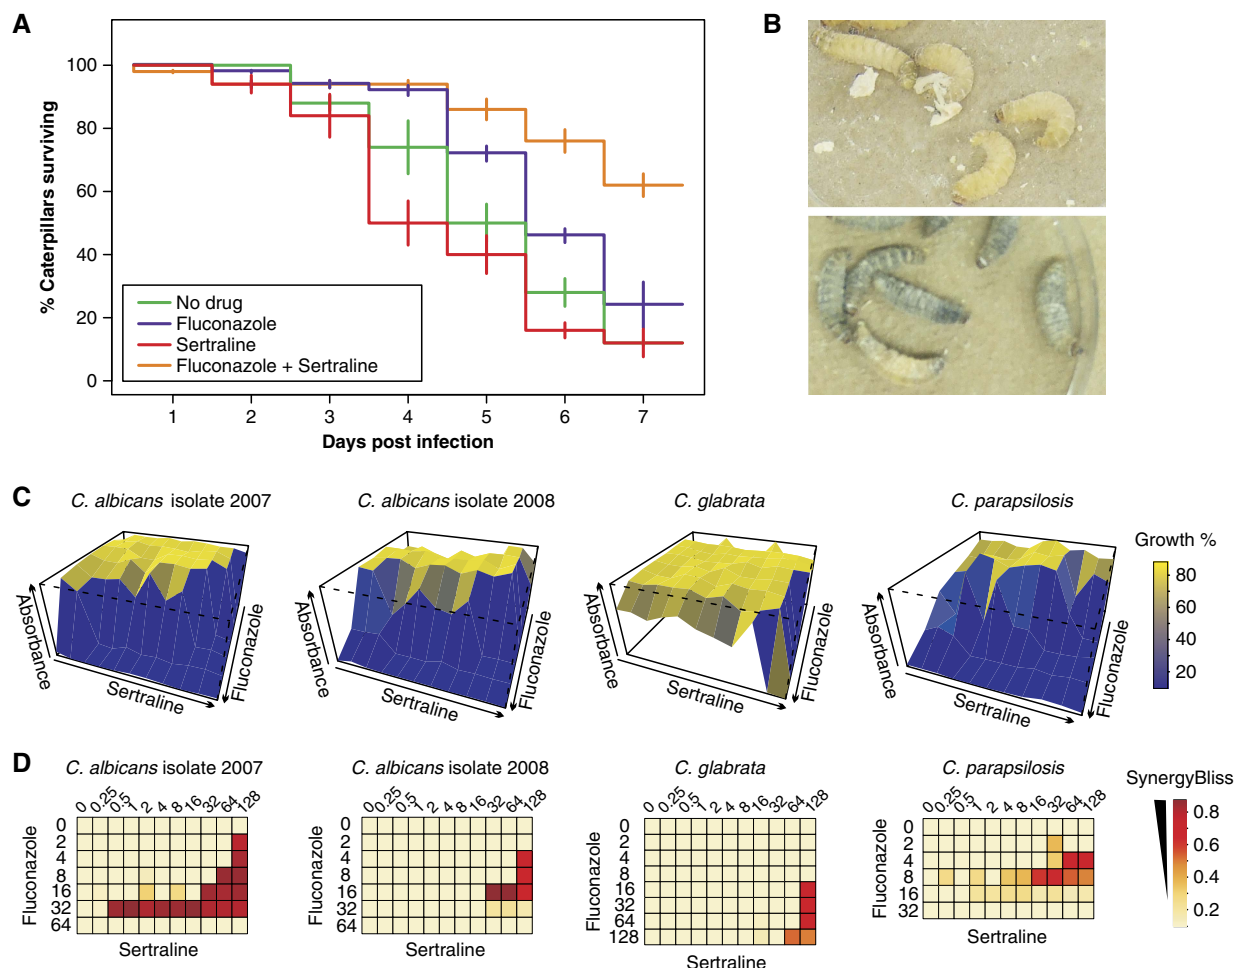 A
B
100
80
60
40
20
0
% Caterpillars surviving
No drug
Fluconazole
Sertraline
Fluconazole + Sertraline
1 2 3 4 5 6 7
Days post infection
C
C. albicans isolate 2007
C. albicans isolate 2008
C. glabrata
C. parapsilosis
Absorbance
Sertraline
Fluconazole
Absorbance
Sertraline
Fluconazole
Absorbance
Sertraline
Fluconazole
Absorbance
Sertraline
Fluconazole
Growth %
80
60
40
20
D
C. albicans isolate 2007
0 0.25 0.5 1 2 4 8 16 32 64 128
Fluconazole
0
2
4
8
16
32
64
Sertraline
C. albicans isolate 2008
0 0.25 0.5 1 2 4 8 16 32 64 128
Fluconazole
0
2
4
8
16
32
64
Sertraline
C. glabrata
0 0.25 0.5 1 2 4 8 16 32 64 128
Fluconazole
0
2
4
8
16
32
64
128
Sertraline
C. parapsilosis
0 0.25 0.5 1 2 4 8 16 32 64 128
Fluconazole
0
2
4
8
16
32
Sertraline
SynergyBliss
0.8
0.6
0.4
0.2